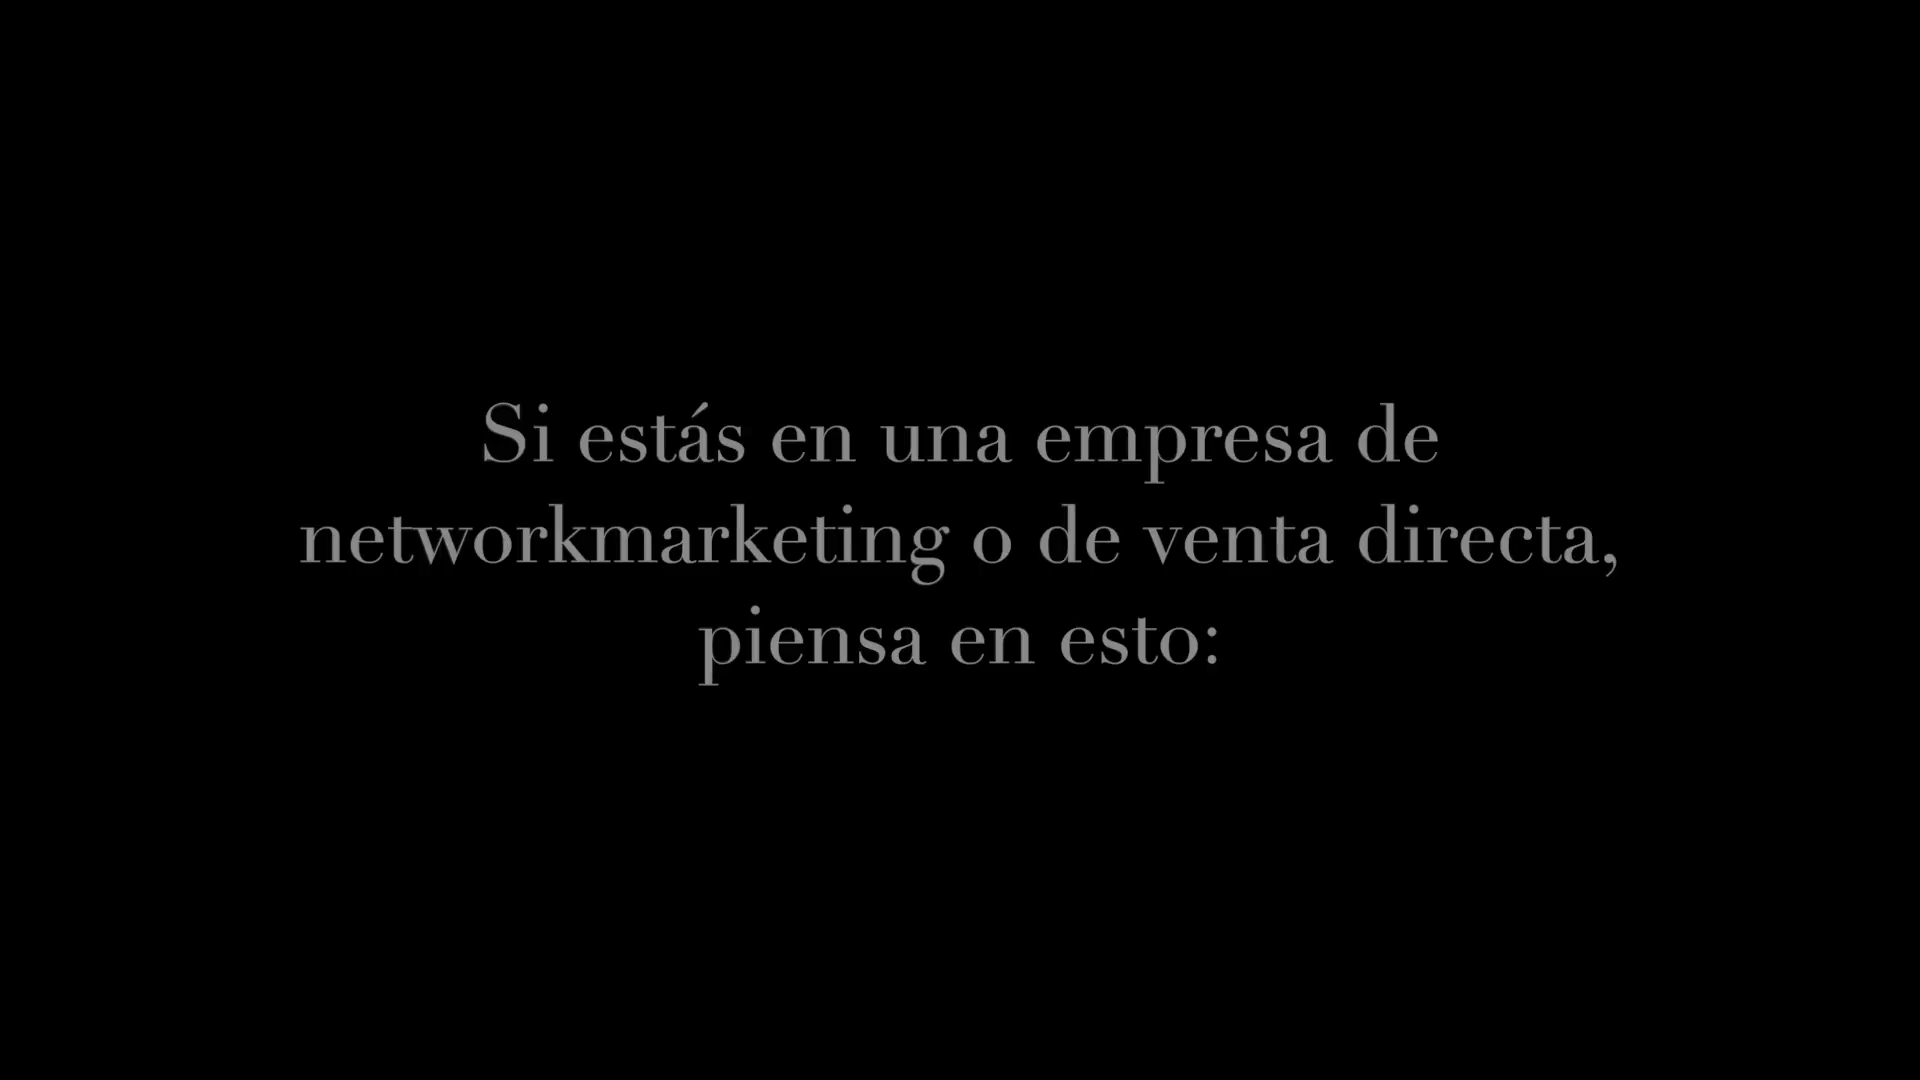 Si estás en una empresa de
networkmarketing o de venta directa,
piensa en esto: